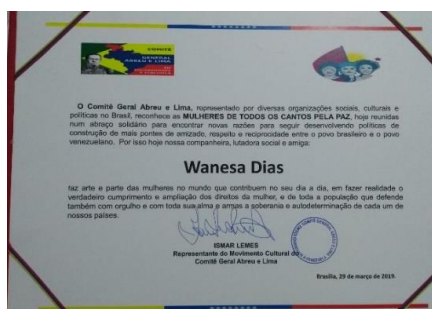 COMITÊ
GENERAL
ABREU E LIMA
O Comitê Geral Abreu e Lima, representado por diversas organizações sociais, culturais e
políticas no Brasil, reconhece as MULHERES DE TODOS OS CANTOS PELA PAZ, hoje reunidas
num abraço solidário para encontrar novas razões para seguir desenvolvendo políticas de
construção de mais pontes de amizade, respeito e reciprocidade entre o povo brasileiro e o povo
venezuelano. Por isso hoje nossa companheira, lutadora social e amiga:
Wanesa Dias
faz arte e parte das mulheres no mundo que contribuem no seu dia a dia, em fazer realidade o
verdadeiro cumprimento e ampliação dos direitos da mulher, e de toda a população que defende
também com orgulho e com toda sua alma e arrgas a soberania e autodeterminação de cada um de
nossos países.
ISMAR LEMES
Representante do Movimento Cultural do
Comitê Geral Abreu e Lima
Brasília, 29 de março de 2019.